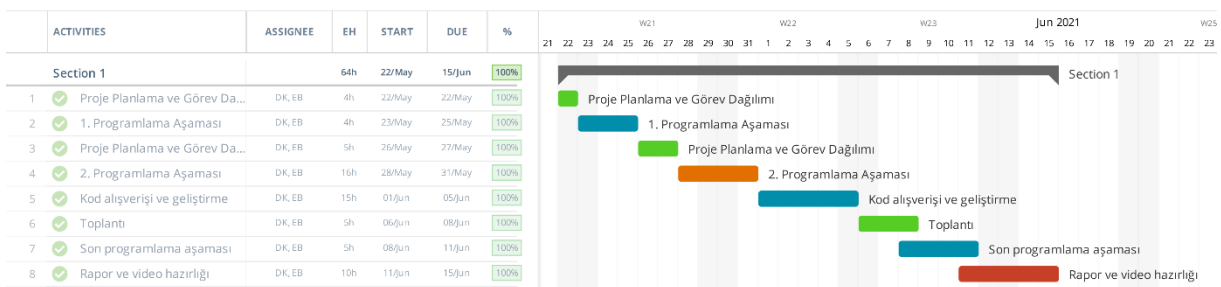 ACTIVITIES ASSIGNEE EH START DUE % W21 W22 W23 Jun 2021 W25
21 22 23 24 25 26 27 28 29 30 31 1 2 3 4 5 6 7 8 9 10 11 12 13 14 15 16 17 18 19 20 21 22 23
Section 1 64h 22/May 15/Jun 100% Section 1
1 Proje Planlama ve Görev Da... DK, EB 4h 22/May 22/May 100% Proje Planlama ve Görev Dağılımı
2 1. Programlama Aşaması DK, EB 4h 23/May 25/May 100% 1. Programlama Aşaması
3 Proje Planlama ve Görev Da... DK, EB 5h 26/May 27/May 100% Proje Planlama ve Görev Dağılımı
4 2. Programlama Aşaması DK, EB 16h 28/May 31/May 100% 2. Programlama Aşaması
5 Kod alışverişi ve geliştirme DK, EB 15h 01/Jun 05/Jun 100% Kod alışverişi ve geliştirme
6 Toplantı DK, EB 5h 06/Jun 08/Jun 100% Toplantı
7 Son programlama aşaması DK, EB 5h 08/Jun 11/Jun 100% Son programlama aşaması
8 Rapor ve video hazırlığı DK, EB 10h 11/Jun 15/Jun 100% Rapor ve video hazırlığı